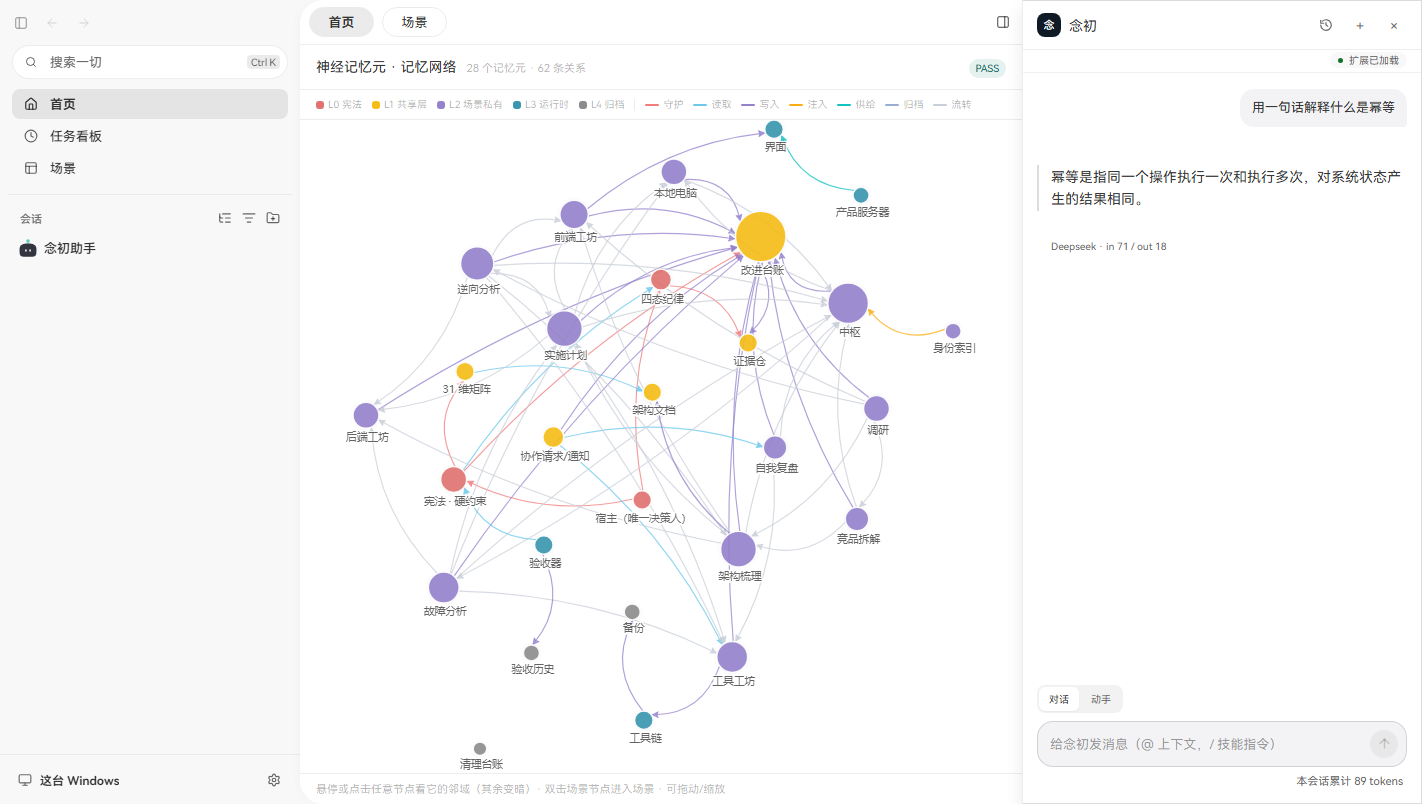 搜索一切
Ctrl K
首页
任务看板
场景
会话
念初助手
这台 Windows
首页
场景
神经记忆元 · 记忆网络
28 个记忆元 · 62 条关系
PASS
L0 宪法
L1 共享层
L2 场景私有
L3 运行时
L4 归档
守护
读取
写入
注入
供给
归档
流转
界面
本地电脑
产品服务器
前端工坊
改进台账
逆向分析
四态纪律
中枢
身份索引
实施计划
证据仓
31 维矩阵
架构文档
后端工坊
调研
协作请求/通知
自我复盘
宪法 · 硬约束
宿主（唯一决策人）
竞品拆解
验收器
架构梳理
故障分析
备份
验收历史
工具工坊
工具链
清理台账
悬停或点击任意节点看它的邻域（其余变暗）· 双击场景节点进入场景 · 可拖动/缩放
念
念初
扩展已加载
用一句话解释什么是幂等
幂等是指同一个操作执行一次和执行多次，对系统状态产
生的结果相同。
Deepseek · in 71 / out 18
对话
动手
给念初发消息（@ 上下文，/ 技能指令）
本会话累计 89 tokens